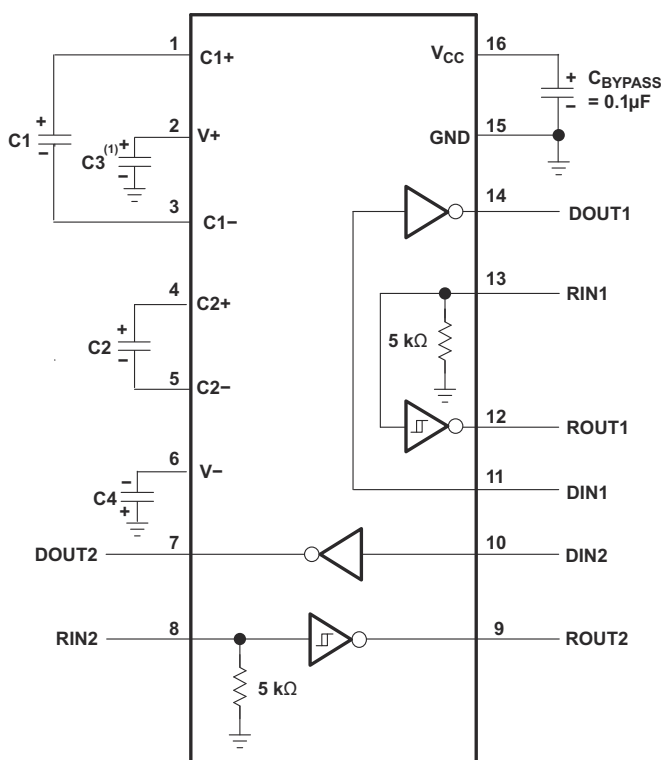 1
C1+
VCC
16
+
CBYPASS
= 0.1µF
−
+
C1
−
2
V+
+
C3(1)
−
GND
15
3
C1−
14
DOUT1
13
RIN1
5 kΩ
4
C2+
+
C2
−
5
C2−
12
ROUT1
6
V−
−
C4
+
11
DIN1
DOUT2
7
10
DIN2
RIN2
8
9
ROUT2
5 kΩ